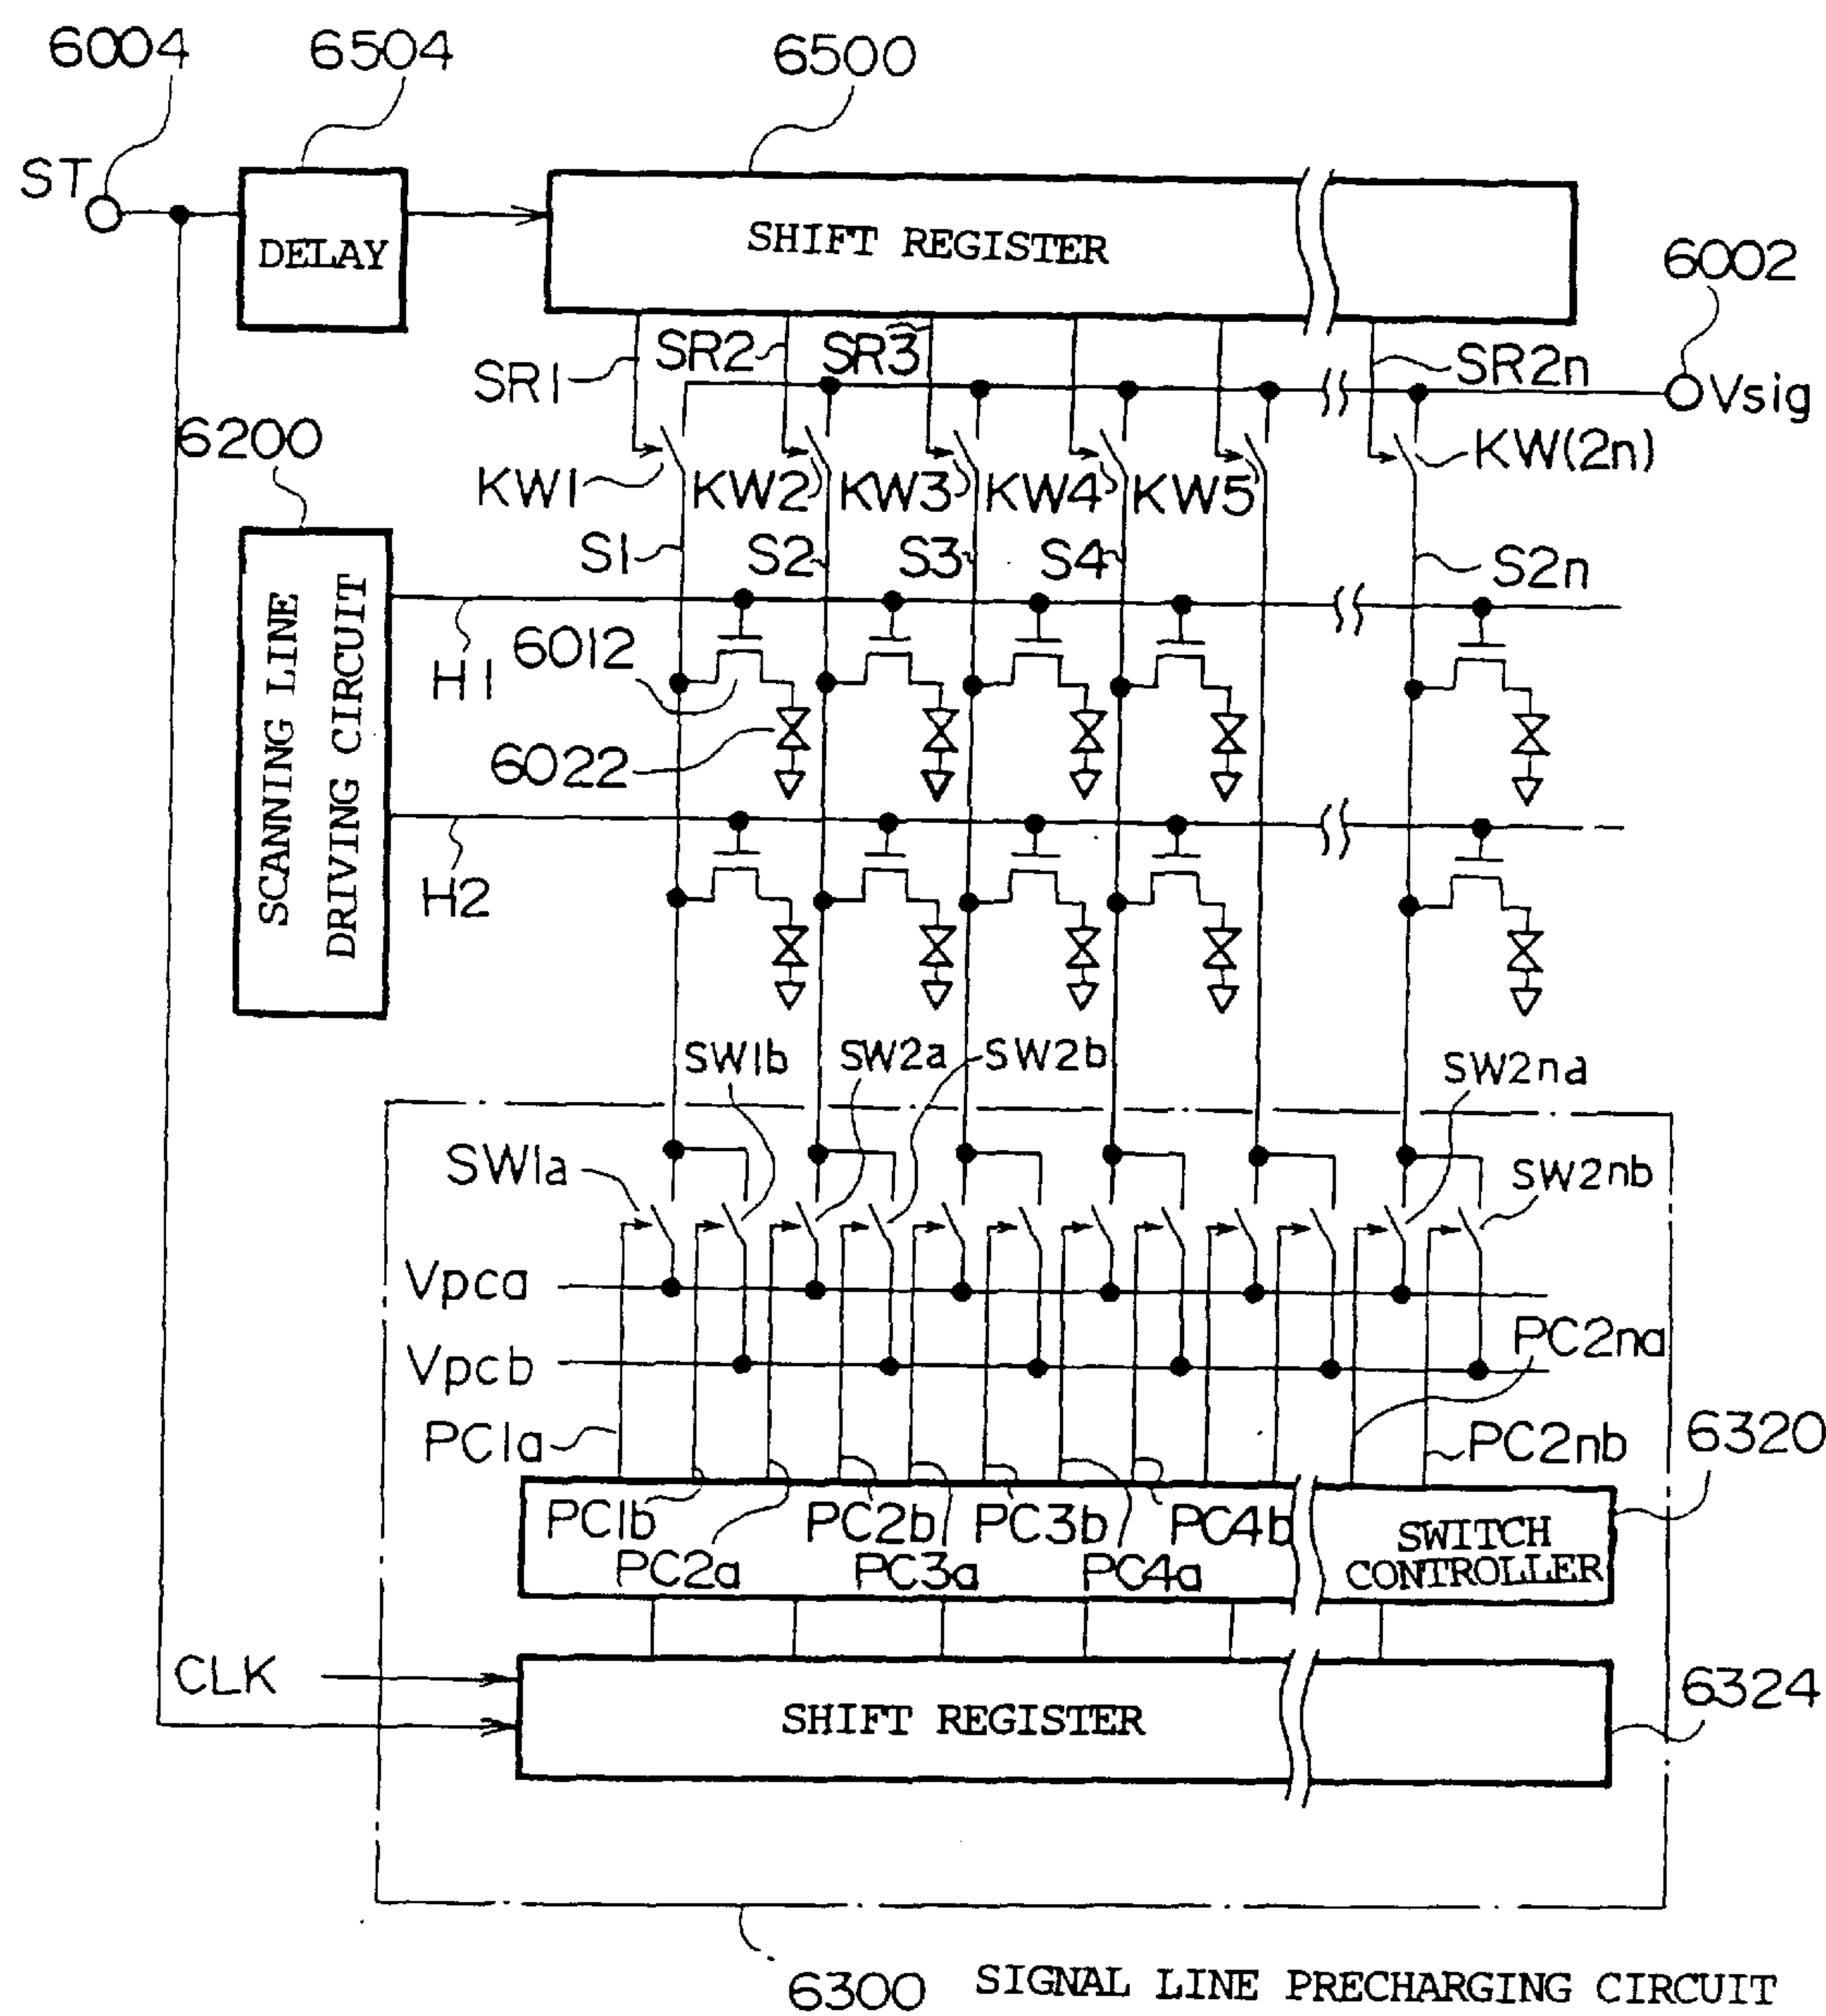 6004
6504
6500
ST
DELAY
SHIFT REGISTER
6002
SR1
SR2
SR3
SR2n
Vsig
6200
KW1
KW2
KW3
KW4
KW5
KW(2n)
S1
S2
S3
S4
S2n
SCANNING LINE
DRIVING CIRCUIT
H1
6012
6022
H2
SW1b
SW2a
SW2b
SW2na
SW1a
SW2nb
Vpca
Vpcb
PC2na
PC1a
PC2nb
6320
PC1b
PC2b
PC3b
PC4b
SWITCH
CONTROLLER
PC2a
PC3a
PC4a
CLK
6324
SHIFT REGISTER
6300 SIGNAL LINE PRECHARGING CIRCUIT